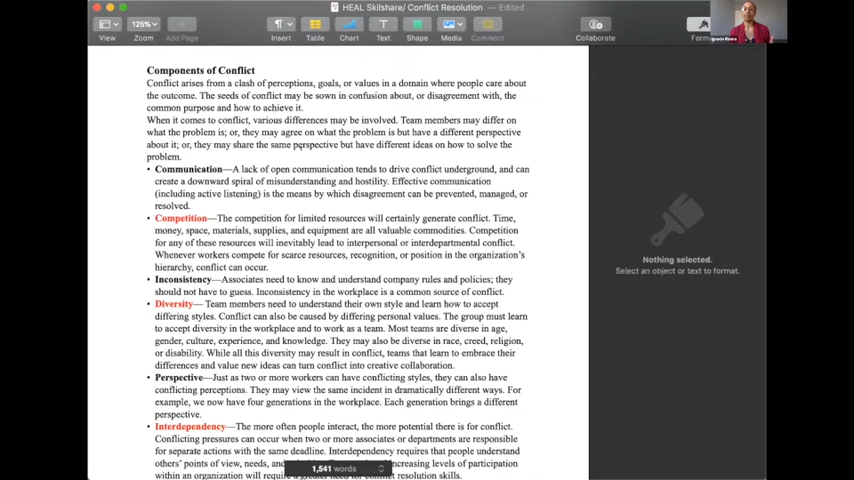 HEAL Skilshare/ Conflict Resolution — Edited
125%
View
Zoom
Add Page
Insert
Table
Chart
Text
Shape
Media
Comment
Collaborate
Components of Conflict
Conflict arises from a clash of perceptions, goals, or values in a domain where people care about
the outcome. The seeds of conflict may be sown in confusion about, or disagreement with, the
common purpose and how to achieve it.
When it comes to conflict, various differences may be involved. Team members may differ on
what the problem is; or, they may agree on what the problem is but have a different perspective
about it; or, they may share the same perspective but have different ideas on how to solve the
problem.
• Communication—A lack of open communication tends to drive conflict underground, and can
create a downward spiral of misunderstanding and hostility. Effective communication
(including active listening) is the means by which disagreement can be prevented, managed, or
resolved.
• Competition—The competition for limited resources will certainly generate conflict. Time,
money, space, materials, supplies, and equipment are all valuable commodities. Competition
for any of these resources will inevitably lead to interpersonal or interdepartmental conflict.
Whenever workers compete for scarce resources, recognition, or position in the organization's
hierarchy, conflict can occur.
• Inconsistency—Associates need to know and understand company rules and policies; they
should not have to guess. Inconsistency in the workplace is a common source of conflict.
• Diversity— Team members need to understand their own style and learn how to accept
differing styles. Conflict can also be caused by differing personal values. The group must learn
to accept diversity in the workplace and to work as a team. Most teams are diverse in age,
gender, culture, experience, and knowledge. They may also be diverse in race, creed, religion,
or disability. While all this diversity may result in conflict, teams that learn to embrace their
differences and value new ideas can turn conflict into creative collaboration.
• Perspective—Just as two or more workers can have conflicting styles, they can also have
conflicting perceptions. They may view the same incident in dramatically different ways. For
example, we now have four generations in the workplace. Each generation brings a different
perspective.
• Interdependency—The more often people interact, the more potential there is for conflict.
Conflicting pressures can occur when two or more associates or departments are responsible
for separate actions with the same deadline. Interdependency requires that people understand
others' points of view, needs, and increasing levels of participation
within an organization will require a greater need for conflict resolution skills.
1,541 words
Nothing selected.
Select an object or text to format.